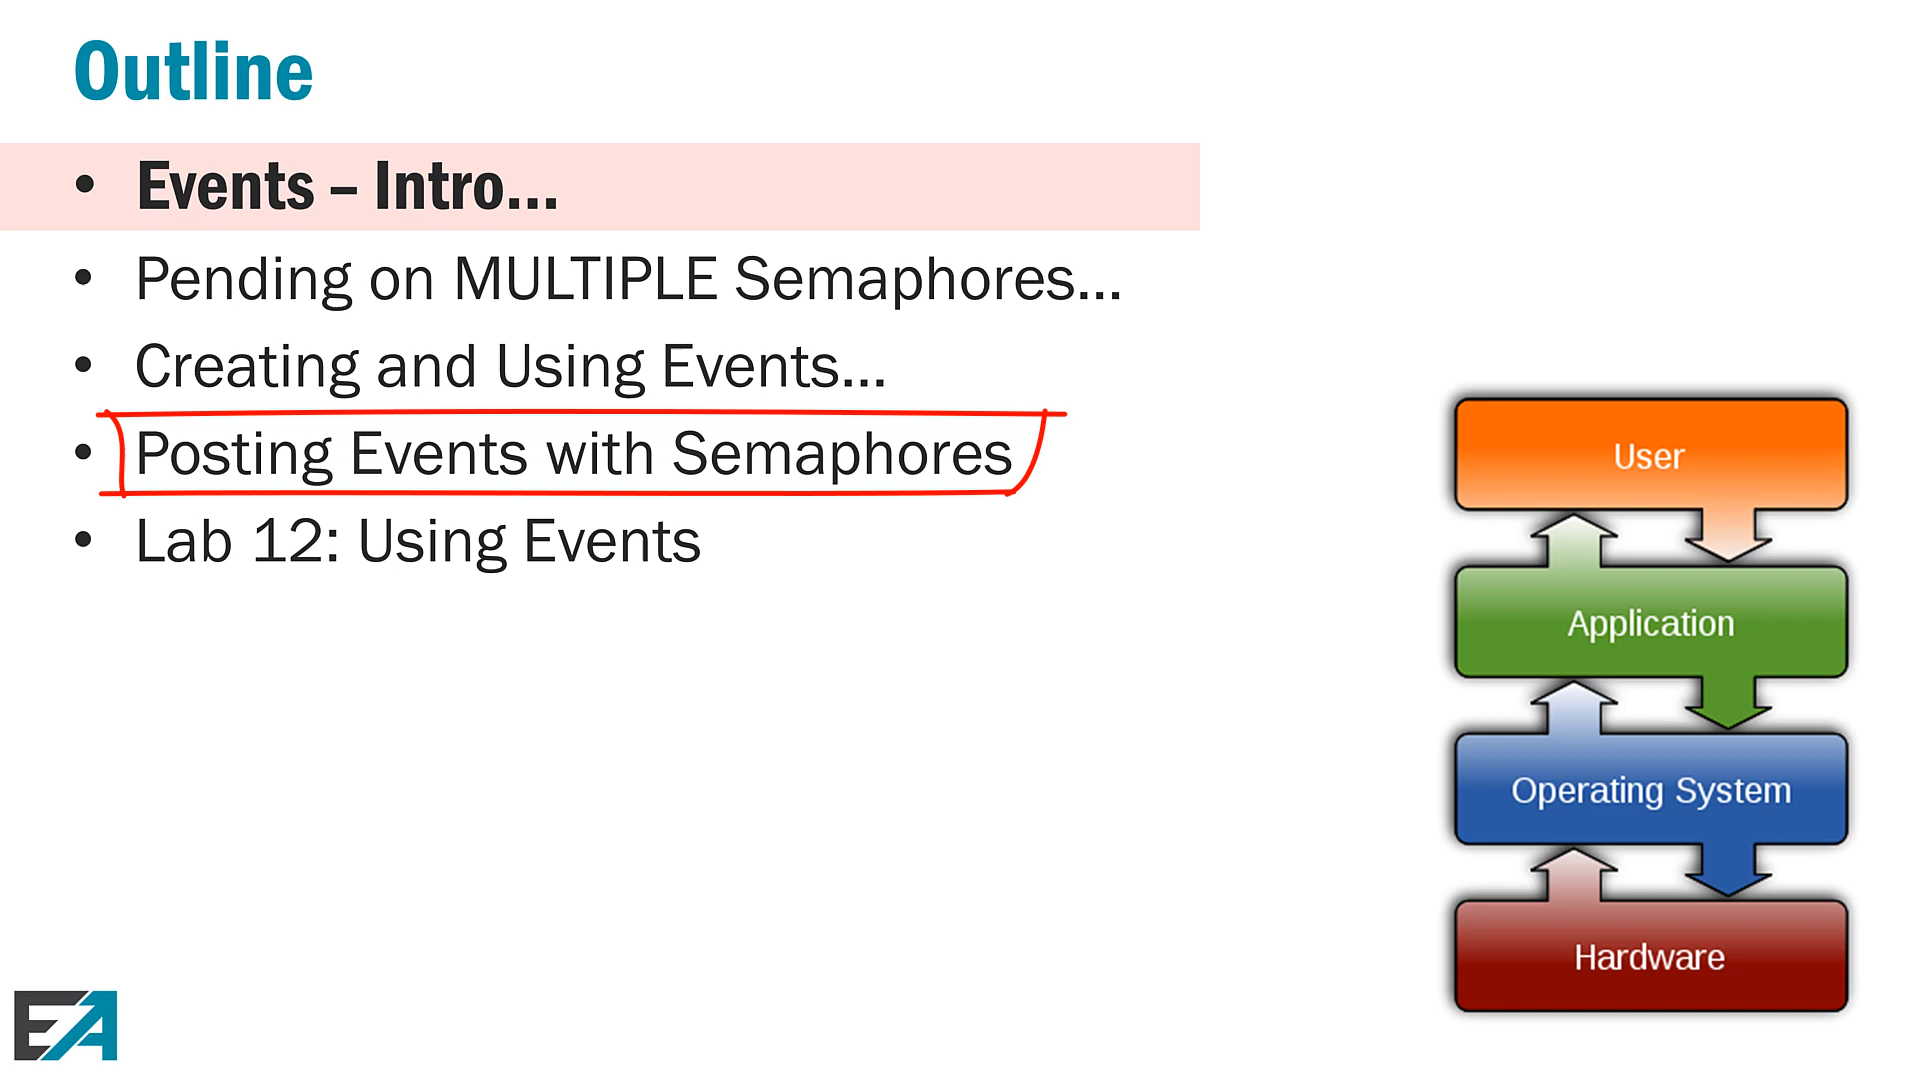 Outline
• Events – Intro…
• Pending on MULTIPLE Semaphores…
• Creating and Using Events…
• Posting Events with Semaphores
• Lab 12: Using Events
User
Application
Operating System
Hardware
EA